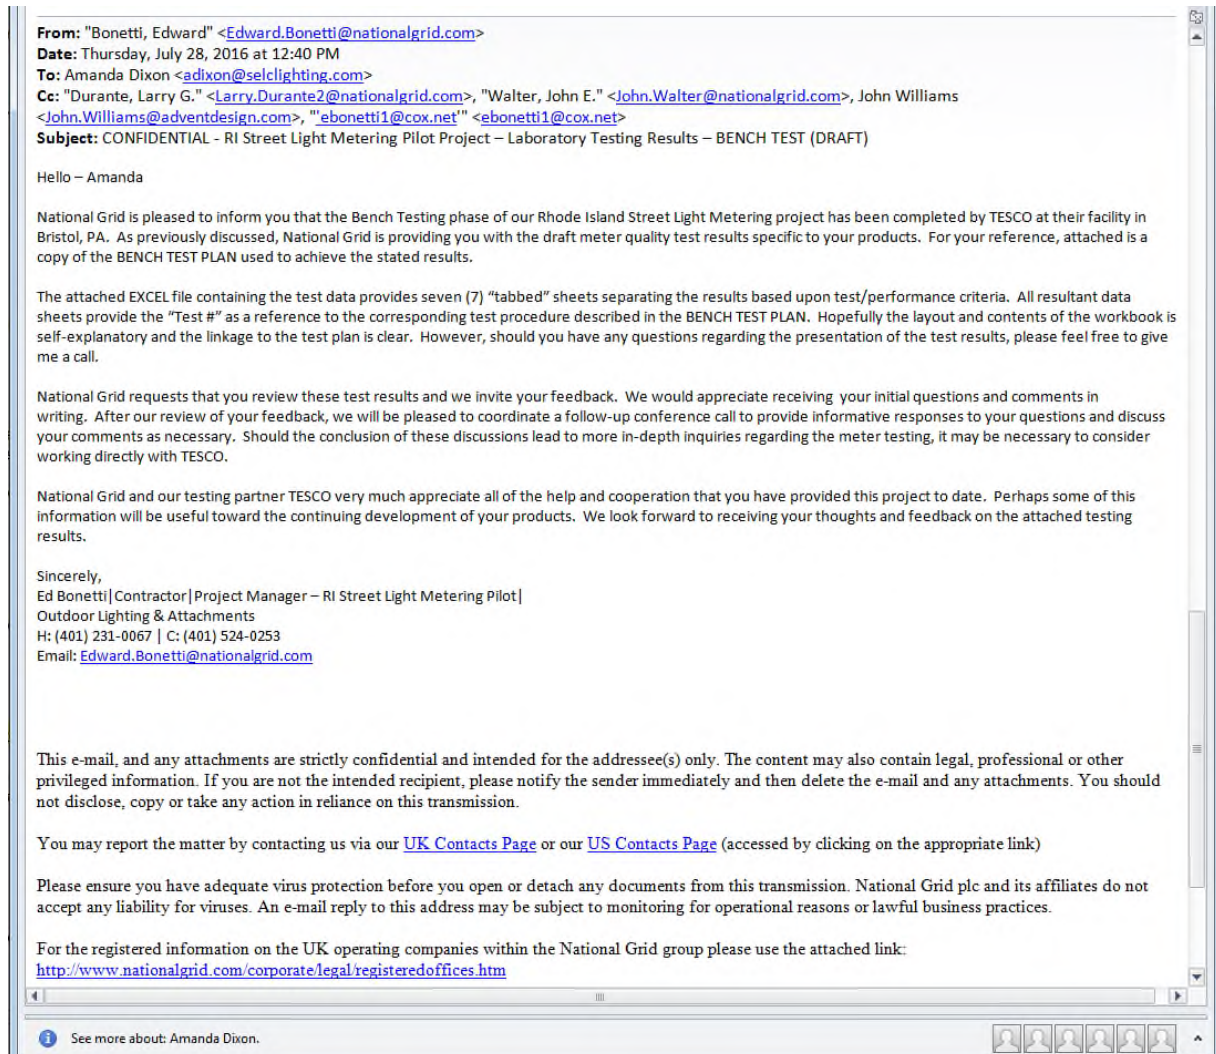 From: "Bonetti, Edward" <Edward.Bonetti@nationalgrid.com>
Date: Thursday, July 28, 2016 at 12:40 PM
To: Amanda Dixon <adixon@selclighting.com>
Cc: "Durante, Larry G." <Larry.Durante2@nationalgrid.com>, "Walter, John E." <John.Walter@nationalgrid.com>, John Williams
<John.Williams@adventdesign.com>, "'ebonetti1@cox.net'" <ebonetti1@cox.net>
Subject: CONFIDENTIAL - RI Street Light Metering Pilot Project – Laboratory Testing Results – BENCH TEST (DRAFT)
Hello – Amanda
National Grid is pleased to inform you that the Bench Testing phase of our Rhode Island Street Light Metering project has been completed by TESCO at their facility in
Bristol, PA. As previously discussed, National Grid is providing you with the draft meter quality test results specific to your products. For your reference, attached is a
copy of the BENCH TEST PLAN used to achieve the stated results.
The attached EXCEL file containing the test data provides seven (7) “tabbed” sheets separating the results based upon test/performance criteria. All resultant data
sheets provide the “Test #” as a reference to the corresponding test procedure described in the BENCH TEST PLAN. Hopefully the layout and contents of the workbook is
self-explanatory and the linkage to the test plan is clear. However, should you have any questions regarding the presentation of the test results, please feel free to give
me a call.
National Grid requests that you review these test results and we invite your feedback. We would appreciate receiving your initial questions and comments in
writing. After our review of your feedback, we will be pleased to coordinate a follow-up conference call to provide informative responses to your questions and discuss
your comments as necessary. Should the conclusion of these discussions lead to more in-depth inquiries regarding the meter testing, it may be necessary to consider
working directly with TESCO.
National Grid and our testing partner TESCO very much appreciate all of the help and cooperation that you have provided this project to date. Perhaps some of this
information will be useful toward the continuing development of your products. We look forward to receiving your thoughts and feedback on the attached testing
results.
Sincerely,
Ed Bonetti|Contractor|Project Manager – RI Street Light Metering Pilot|
Outdoor Lighting & Attachments
H: (401) 231-0067 | C: (401) 524-0253
Email: Edward.Bonetti@nationalgrid.com
This e-mail, and any attachments are strictly confidential and intended for the addressee(s) only. The content may also contain legal, professional or other
privileged information. If you are not the intended recipient, please notify the sender immediately and then delete the e-mail and any attachments. You should
not disclose, copy or take any action in reliance on this transmission.
You may report the matter by contacting us via our UK Contacts Page or our US Contacts Page (accessed by clicking on the appropriate link)
Please ensure you have adequate virus protection before you open or detach any documents from this transmission. National Grid plc and its affiliates do not
accept any liability for viruses. An e-mail reply to this address may be subject to monitoring for operational reasons or lawful business practices.
For the registered information on the UK operating companies within the National Grid group please use the attached link:
http://www.nationalgrid.com/corporate/legal/registeredoffices.htm
See more about: Amanda Dixon.